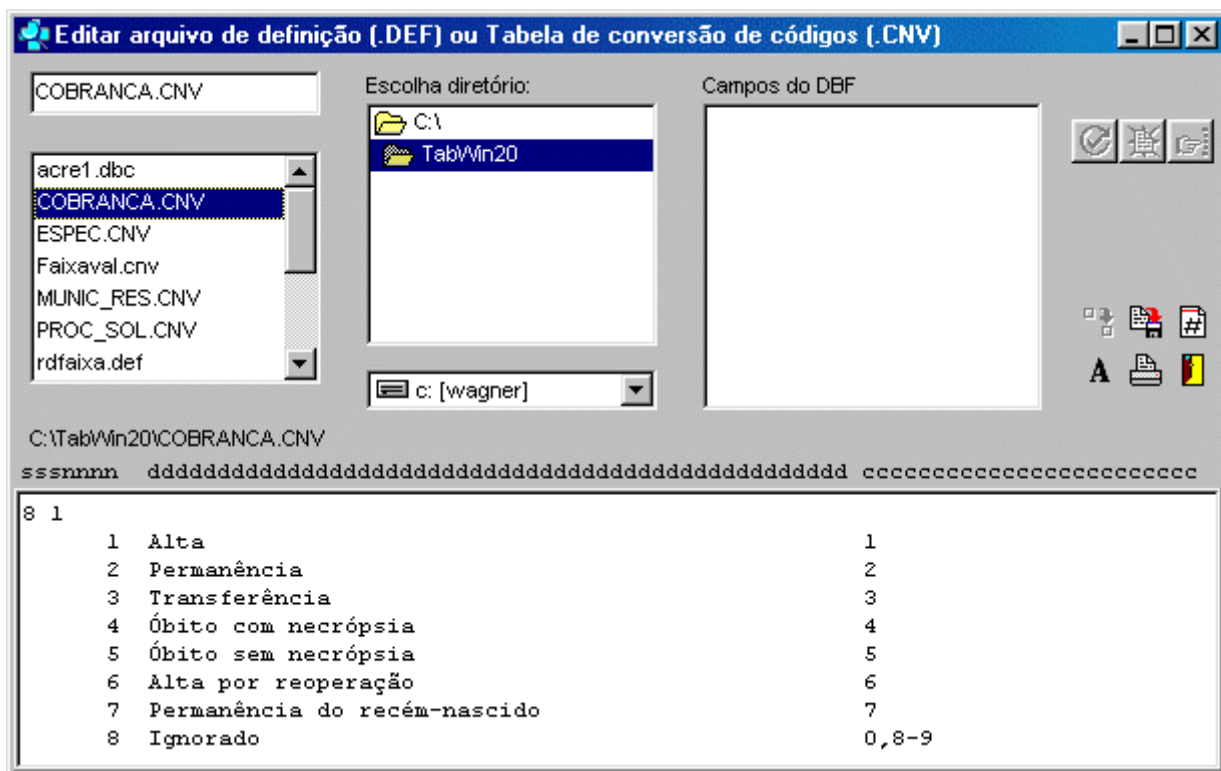 Editar arquivo de definição (.DEF) ou Tabela de conversão de códigos (.CNV)
COBRANCA.CNV
acre1.dbc
COBRANCA.CNV
ESPEC.CNV
Faixaval.cnv
MUNIC_RES.CNV
PROC_SOL.CNV
rdfaixa.def
Escolha diretório:
C:\
TabWin20
c: [wagner]
Campos do DBF
#
A
C:\TabWin20\COBRANCA.CNV
sssnnnn dddddddddddddddddddddddddddddddddddddddddddddddddd cccccccccccccccccccccccc
8 1
1 Alta 1
2 Permanência 2
3 Transferência 3
4 Óbito com necrópsia 4
5 Óbito sem necrópsia 5
6 Alta por reoperação 6
7 Permanência do recém-nascido 7
8 Ignorado 0,8-9